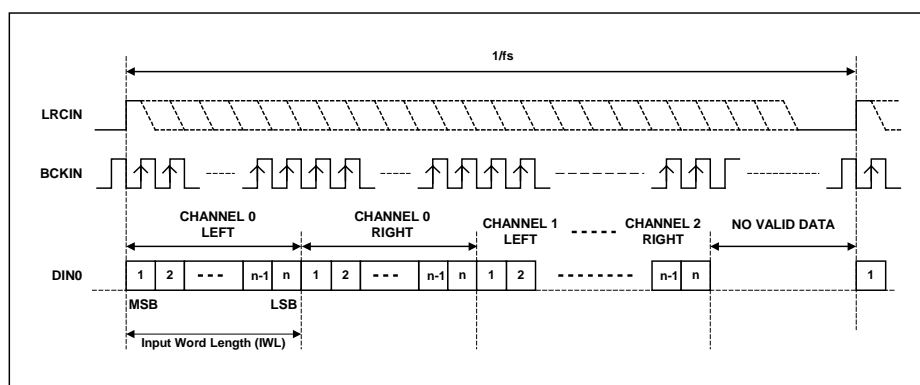 1/fs
LRCIN
BCKIN
CHANNEL 0 LEFT
CHANNEL 0 RIGHT
CHANNEL 1 LEFT
CHANNEL 2 RIGHT
NO VALID DATA
DIN0
1 2 n-1 n 1 2 n-1 n 1 2 n-1 n 1
MSB LSB
Input Word Length (IWL)